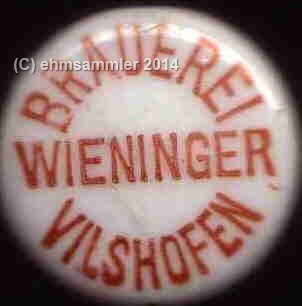 BRAUEREI
(C) ehmsammler 2014
WIENINGER
VILSHOFEN